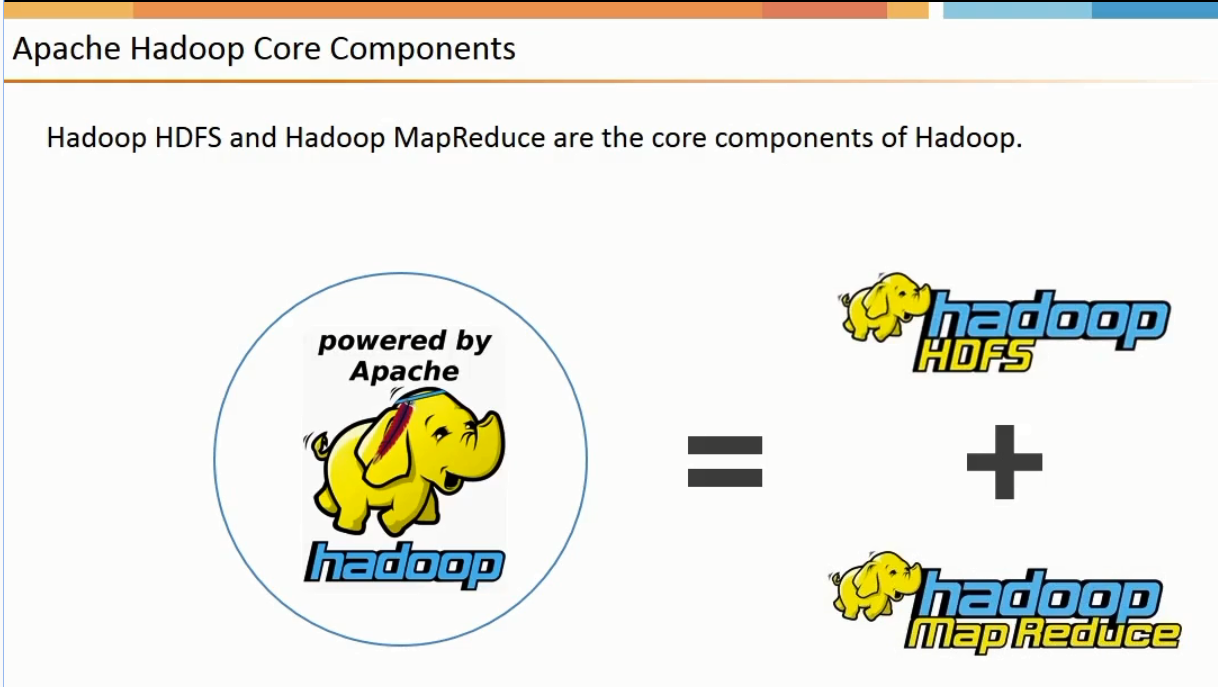 Apache Hadoop Core Components
Hadoop HDFS and Hadoop MapReduce are the core components of Hadoop.
powered by
Apache
hadoop
=
hadoop
HDFS
+
hadoop
Map Reduce